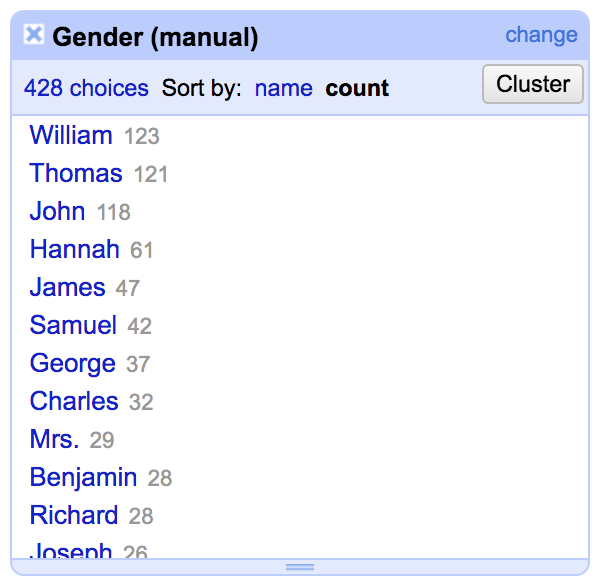 Gender (manual) change
428 choices Sort by: name count Cluster
William 123
Thomas 121
John 118
Hannah 61
James 47
Samuel 42
George 37
Charles 32
Mrs. 29
Benjamin 28
Richard 28
Joseph 26